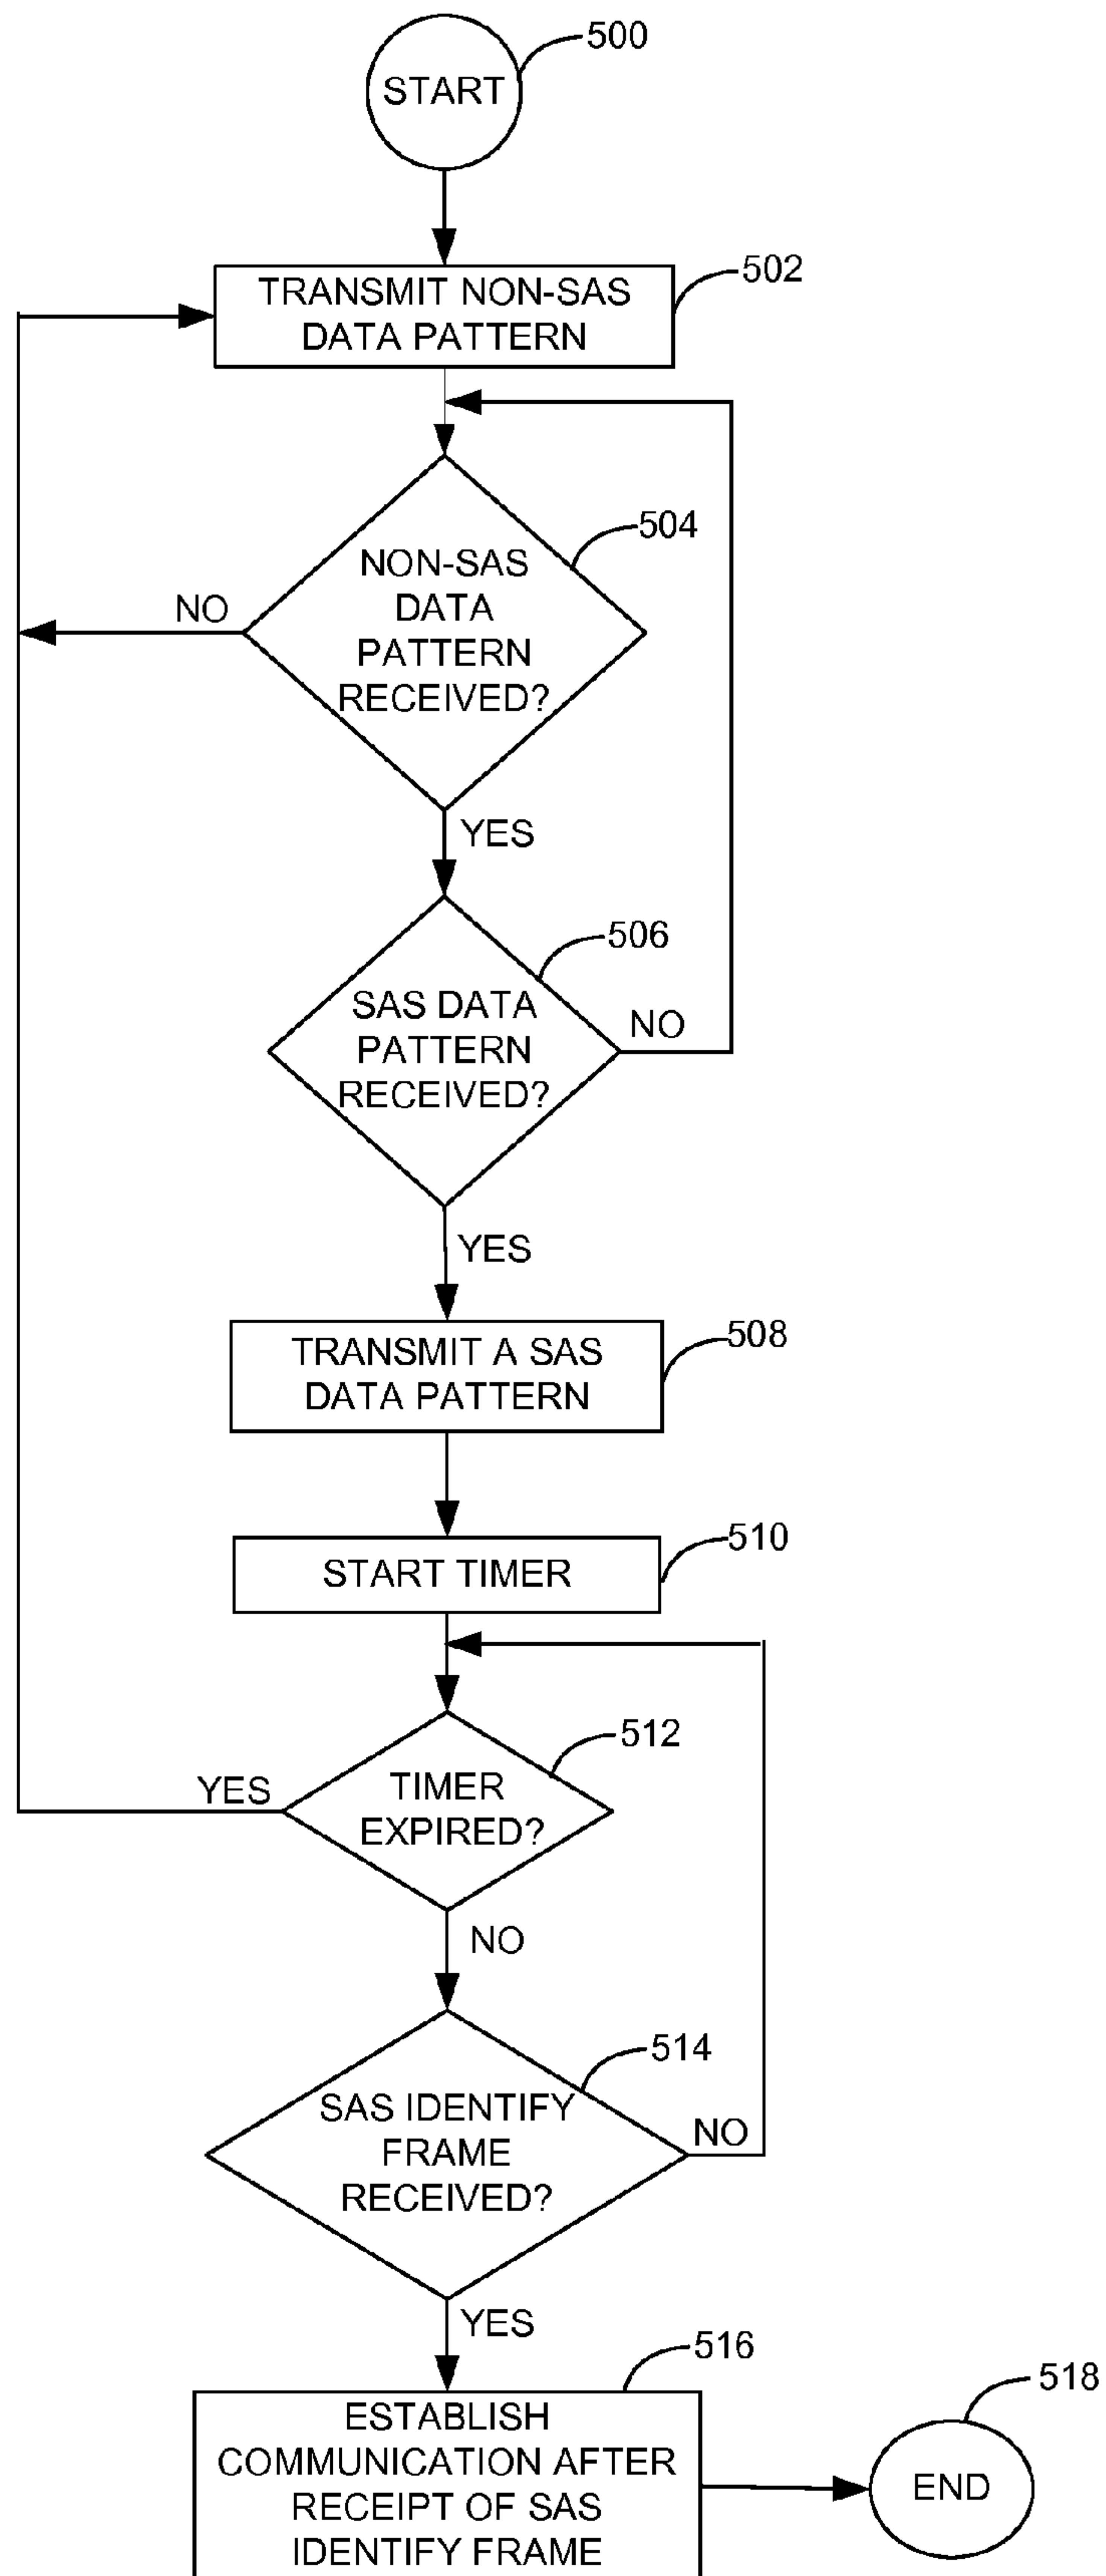 500
START
502
TRANSMIT NON-SAS
DATA PATTERN
504
NON-SAS
DATA
PATTERN
RECEIVED?
NO
YES
506
SAS DATA
PATTERN
RECEIVED?
NO
YES
508
TRANSMIT A SAS
DATA PATTERN
510
START TIMER
512
TIMER
EXPIRED?
YES
NO
514
SAS IDENTIFY
FRAME
RECEIVED?
NO
YES
516
ESTABLISH
COMMUNICATION AFTER
RECEIPT OF SAS
IDENTIFY FRAME
518
END